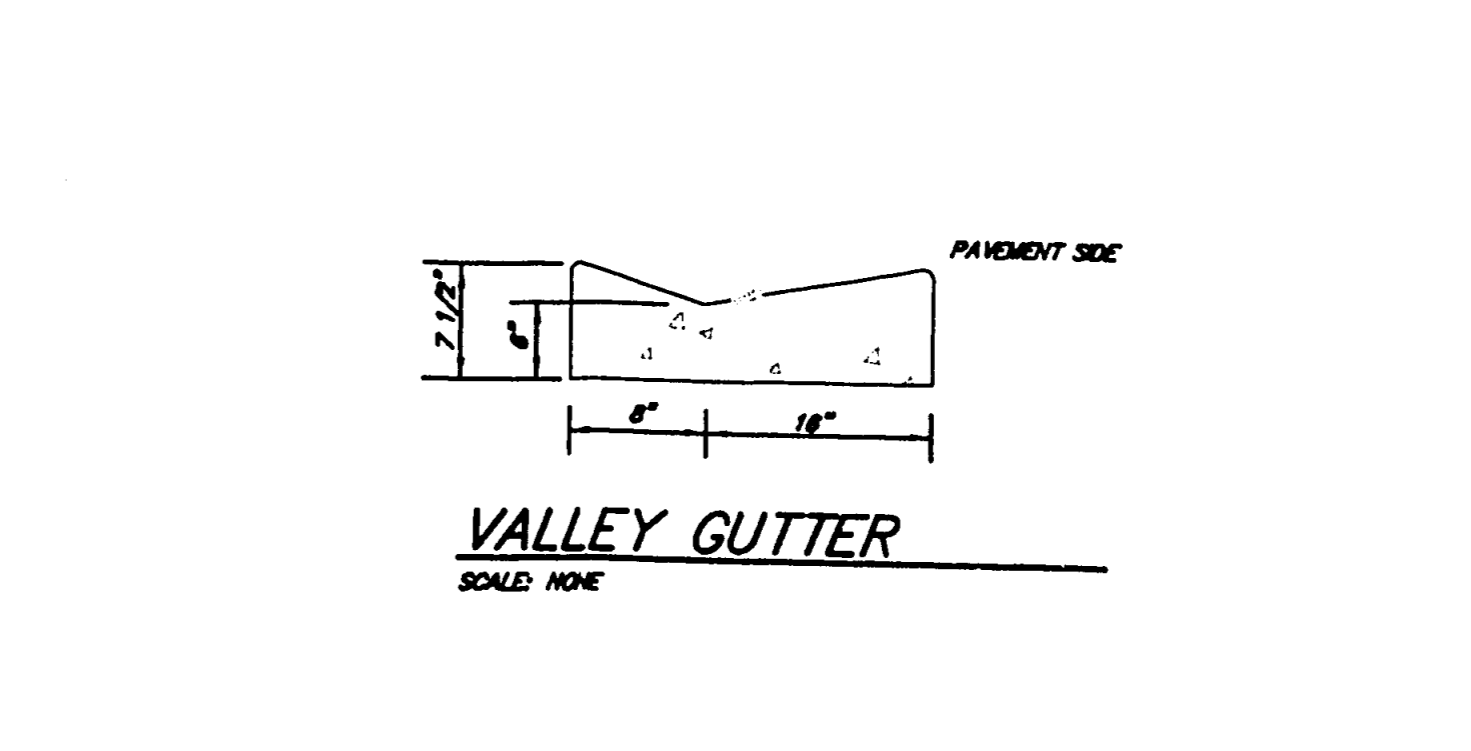 PAVEMENT SIDE
7 1/2"
6"
8"
16"
VALLEY GUTTER
SCALE: NONE